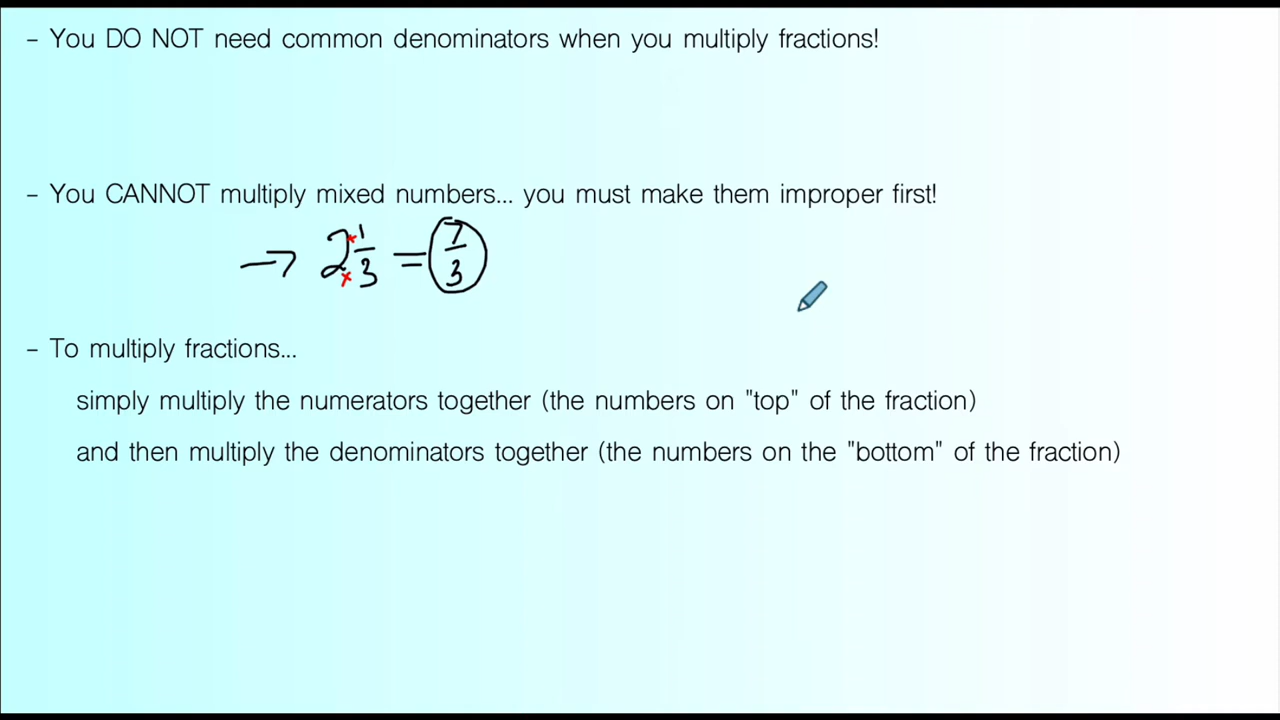 - You DO NOT need common denominators when you multiply fractions!
- You CANNOT multiply mixed numbers... you must make them improper first!
→ 2 + 1/3 × = 7/3
- To multiply fractions...
simply multiply the numerators together (the numbers on "top" of the fraction)
and then multiply the denominators together (the numbers on the "bottom" of the fraction)